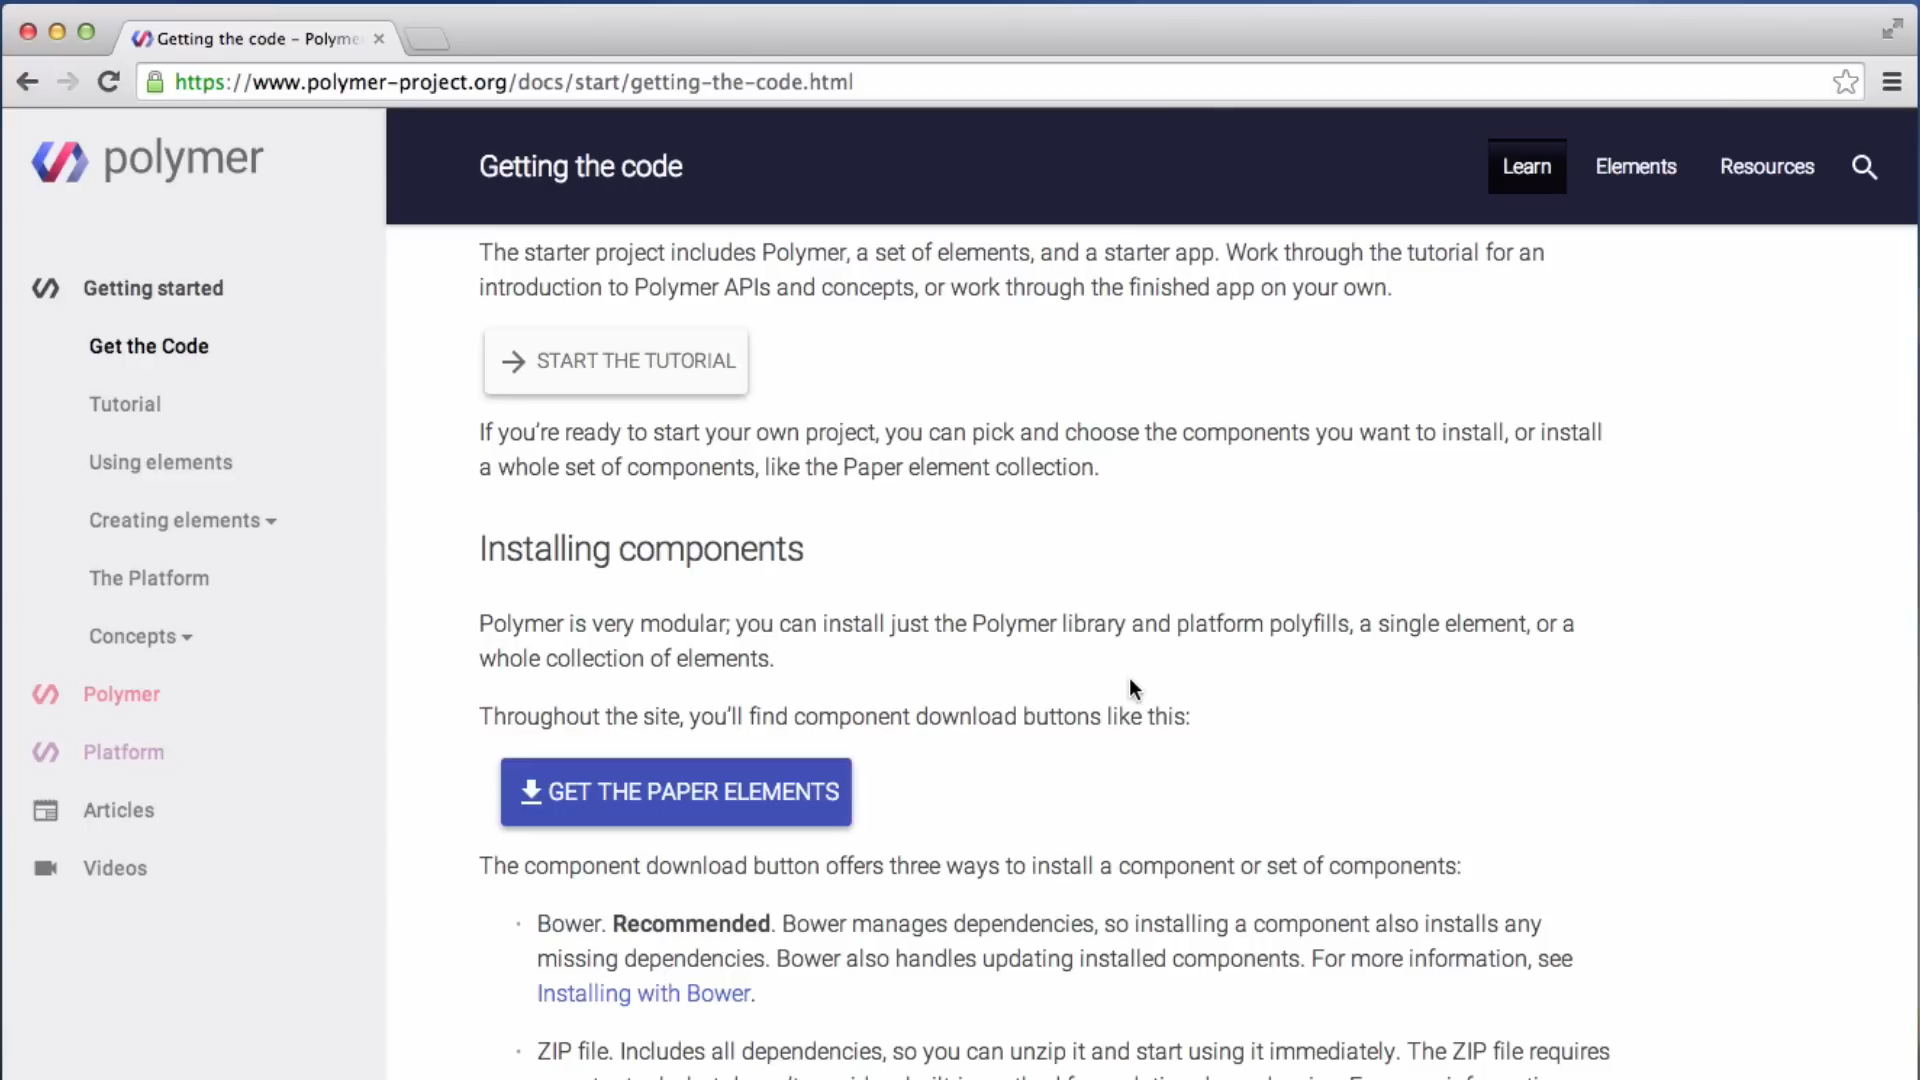 Getting the code – Polyme
https://www.polymer-project.org/docs/start/getting-the-code.html
polymer
Getting the code
Learn
Elements
Resources
Getting started
Get the Code
Tutorial
Using elements
Creating elements
The Platform
Concepts
Polymer
Platform
Articles
Videos
The starter project includes Polymer, a set of elements, and a starter app. Work through the tutorial for an
introduction to Polymer APIs and concepts, or work through the finished app on your own.
START THE TUTORIAL
If you’re ready to start your own project, you can pick and choose the components you want to install, or install
a whole set of components, like the Paper element collection.
Installing components
Polymer is very modular; you can install just the Polymer library and platform polyfills, a single element, or a
whole collection of elements.
Throughout the site, you’ll find component download buttons like this:
GET THE PAPER ELEMENTS
The component download button offers three ways to install a component or set of components:
· Bower. Recommended. Bower manages dependencies, so installing a component also installs any
missing dependencies. Bower also handles updating installed components. For more information, see
Installing with Bower.
· ZIP file. Includes all dependencies, so you can unzip it and start using it immediately. The ZIP file requires